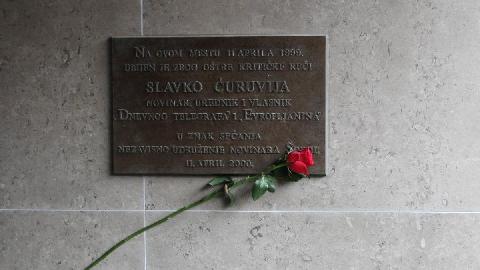 NA OVOM MESTU 11 APRILA 1999.
UBIJEN JE ZBOG OŠTRE KRITIČKE REČI
SLAVKO ĆURUVIJA
NOVINAR, UREDNIK I VLASNIK
„DNEVNOG TELEGRAFA" I „EVROPLJANINA"
U ZNAK SEĆANJA
NEZAVISNO UDRUŽENJE NOVINARA
11. APRIL 2000.